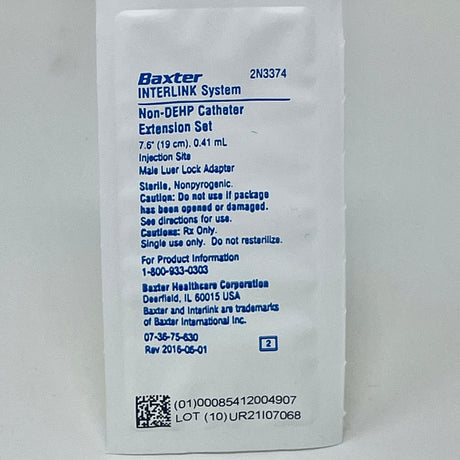 Baxter 2N3374
INTERLINK System
Non-DEHP Catheter
Extension Set
7.6" (19 cm), 0.41 mL
Injection Site
Male Luer Lock Adapter
Sterile, Nonpyrogenic.
Caution: Do not use if package
has been opened or damaged.
See directions for use.
Cautions: Rx Only.
Single use only. Do not resterilize.
For Product Information
1-800-933-0303
Baxter Healthcare Corporation
Deerfield, IL 60015 USA
Baxter and Interlink are trademarks
of Baxter International Inc.
07-36-75-630
Rev 2016-06-01
2
(01)00085412004907
LOT (10)UR21I07068